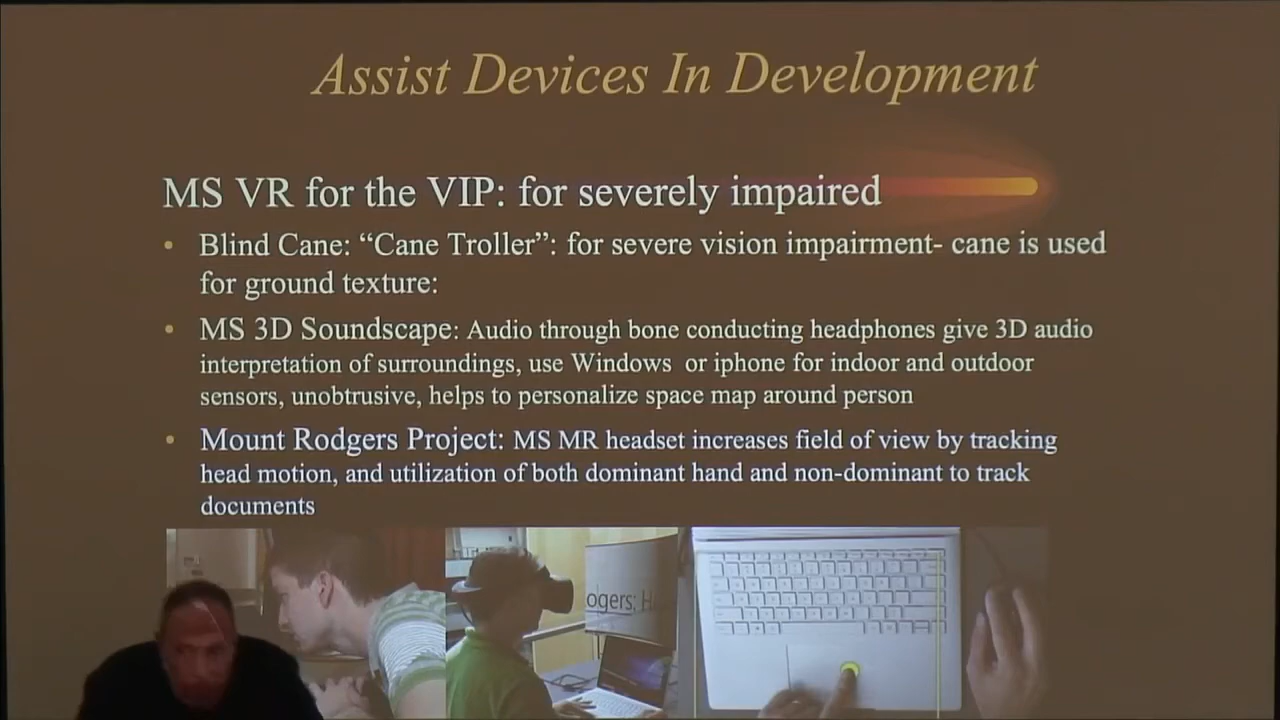 Assist Devices In Development
MS VR for the VIP: for severely impaired
• Blind Cane: “Cane Troller”: for severe vision impairment- cane is used
for ground texture:
• MS 3D Soundscape: Audio through bone conducting headphones give 3D audio
interpretation of surroundings, use Windows or iphone for indoor and outdoor
sensors, unobtrusive, helps to personalize space map around person
• Mount Rodgers Project: MS MR headset increases field of view by tracking
head motion, and utilization of both dominant hand and non-dominant to track
documents
ogers; H